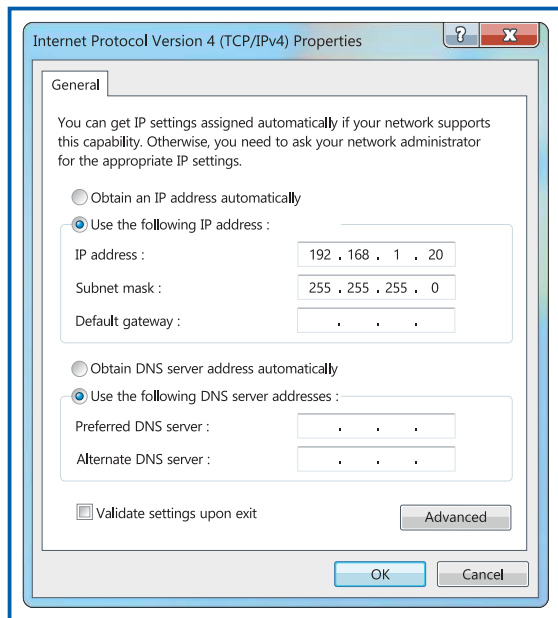 Internet Protocol Version 4 (TCP/IPv4) Properties
? X
General
You can get IP settings assigned automatically if your network supports
this capability. Otherwise, you need to ask your network administrator
for the appropriate IP settings.
Obtain an IP address automatically
Use the following IP address :
IP address : 192 . 168 . 1 . 20
Subnet mask : 255 . 255 . 255 . 0
Default gateway : . . .
Obtain DNS server address automatically
Use the following DNS server addresses :
Preferred DNS server : . . .
Alternate DNS server : . . .
Validate settings upon exit
Advanced
OK Cancel